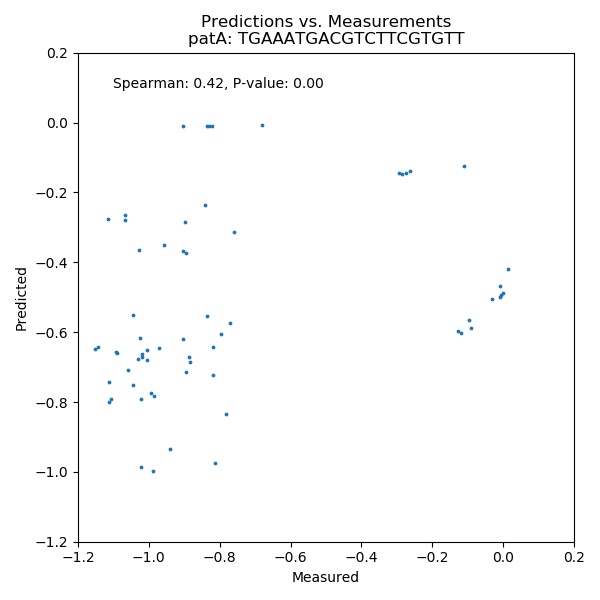 Predictions vs. Measurements
patA: TGAAATGACGTCTTCGTGTT
Spearman: 0.42, P-value: 0.00
0.2
0.0
−0.2
−0.4
−0.6
−0.8
−1.0
−1.2
Predicted
−1.2 −1.0 −0.8 −0.6 −0.4 −0.2 0.0 0.2
Measured